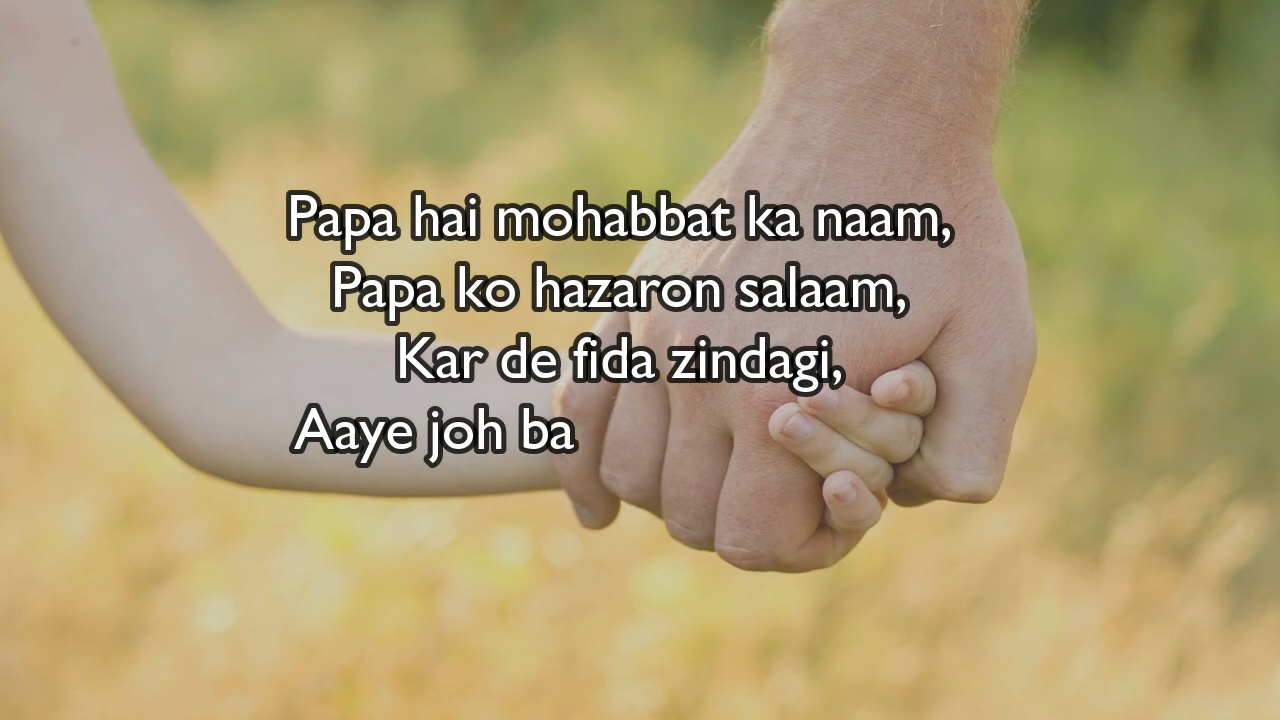 Papa hai mohabbat ka naam,
Papa ko hazaron salaam,
Kar de fida zindagi,
Aaye joh ba